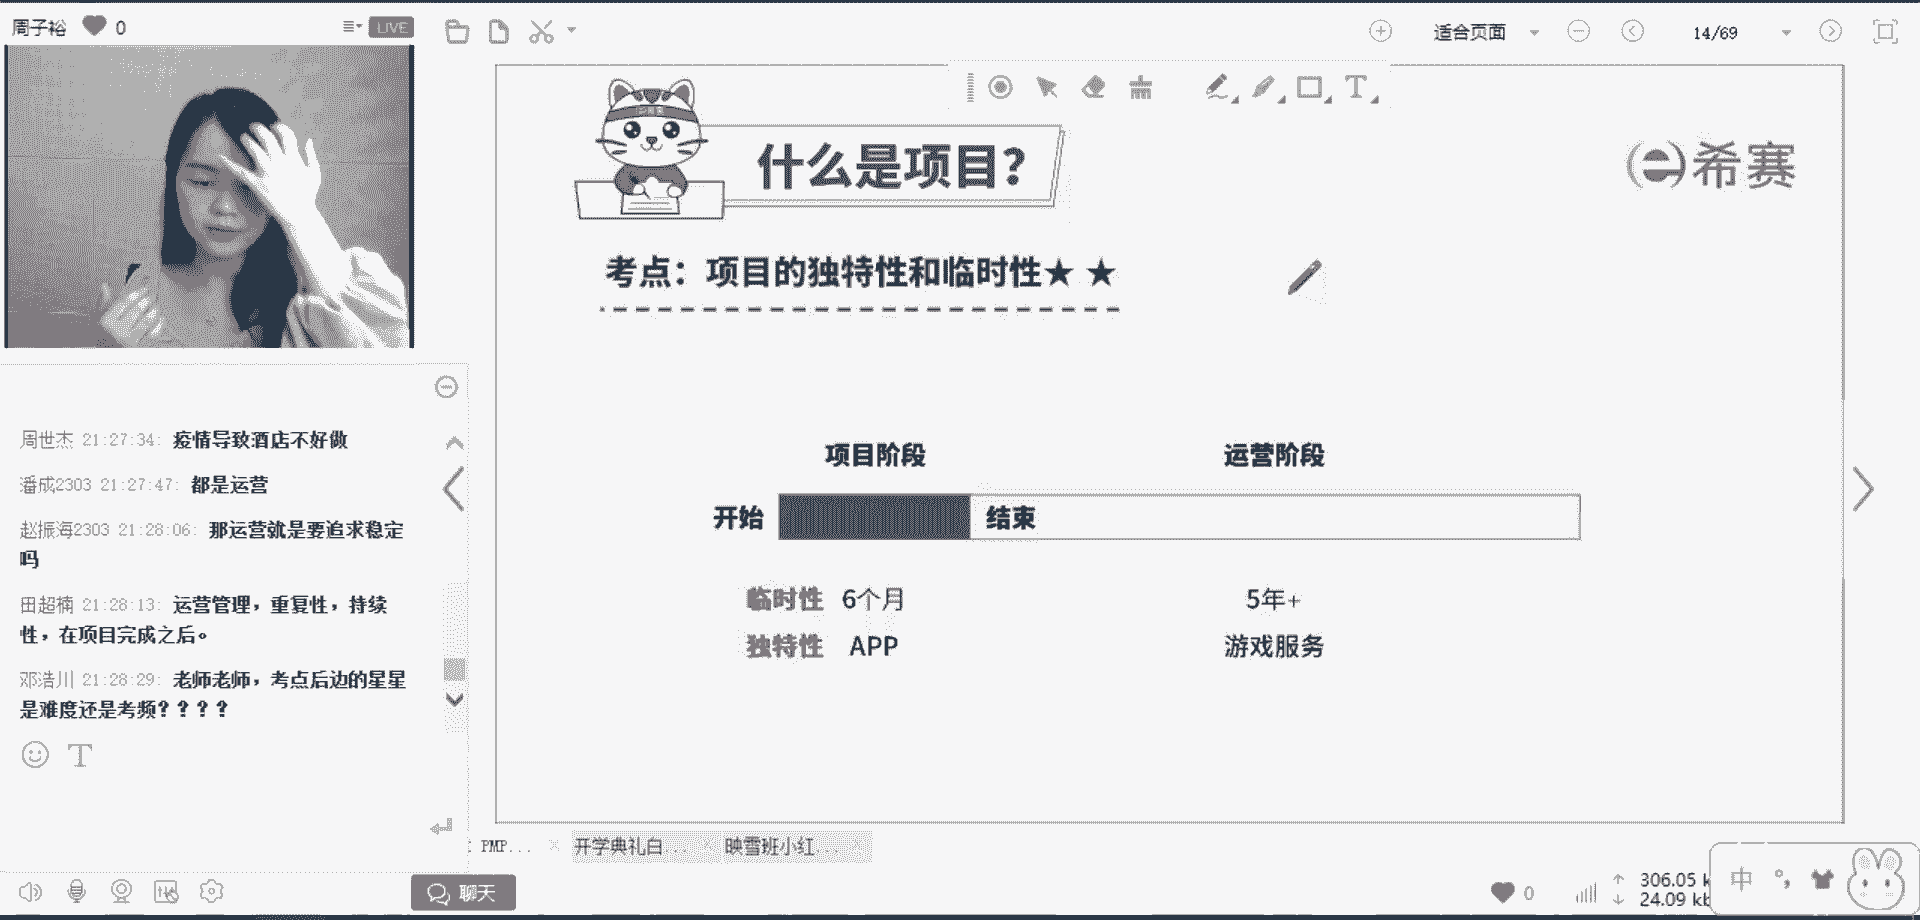 周子裕 0 LIVE
适合页面 14/69
什么是项目?
希赛
考点：项目的独特性和临时性★ ★
项目阶段 运营阶段
开始 结束
临时性 6个月 5年+
独特性 APP 游戏服务
周世杰 21:27:34: 疫情导致酒店不好做
潘成2303 21:27:47: 都是运营
赵振海2303 21:28:06: 那运营就是要追求稳定
吗
田超楠 21:28:13: 运营管理，重复性，持续
性，在项目完成之后。
邓浩川 21:28:29: 老师老师，考点后边的星星
是难度还是考频？？？？
PMP... 开学典礼白... 映雪班小红...
聊天
0
306.05 k
24.09 kb
中